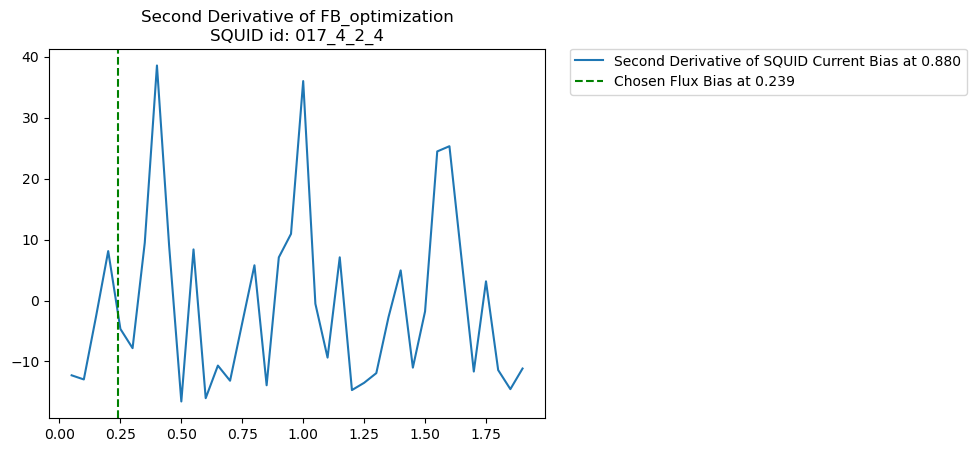 Second Derivative of FB_optimization
SQUID id: 017_4_2_4
Second Derivative of SQUID Current Bias at 0.880
Chosen Flux Bias at 0.239
40
30
20
10
0
−10
0.00 0.25 0.50 0.75 1.00 1.25 1.50 1.75